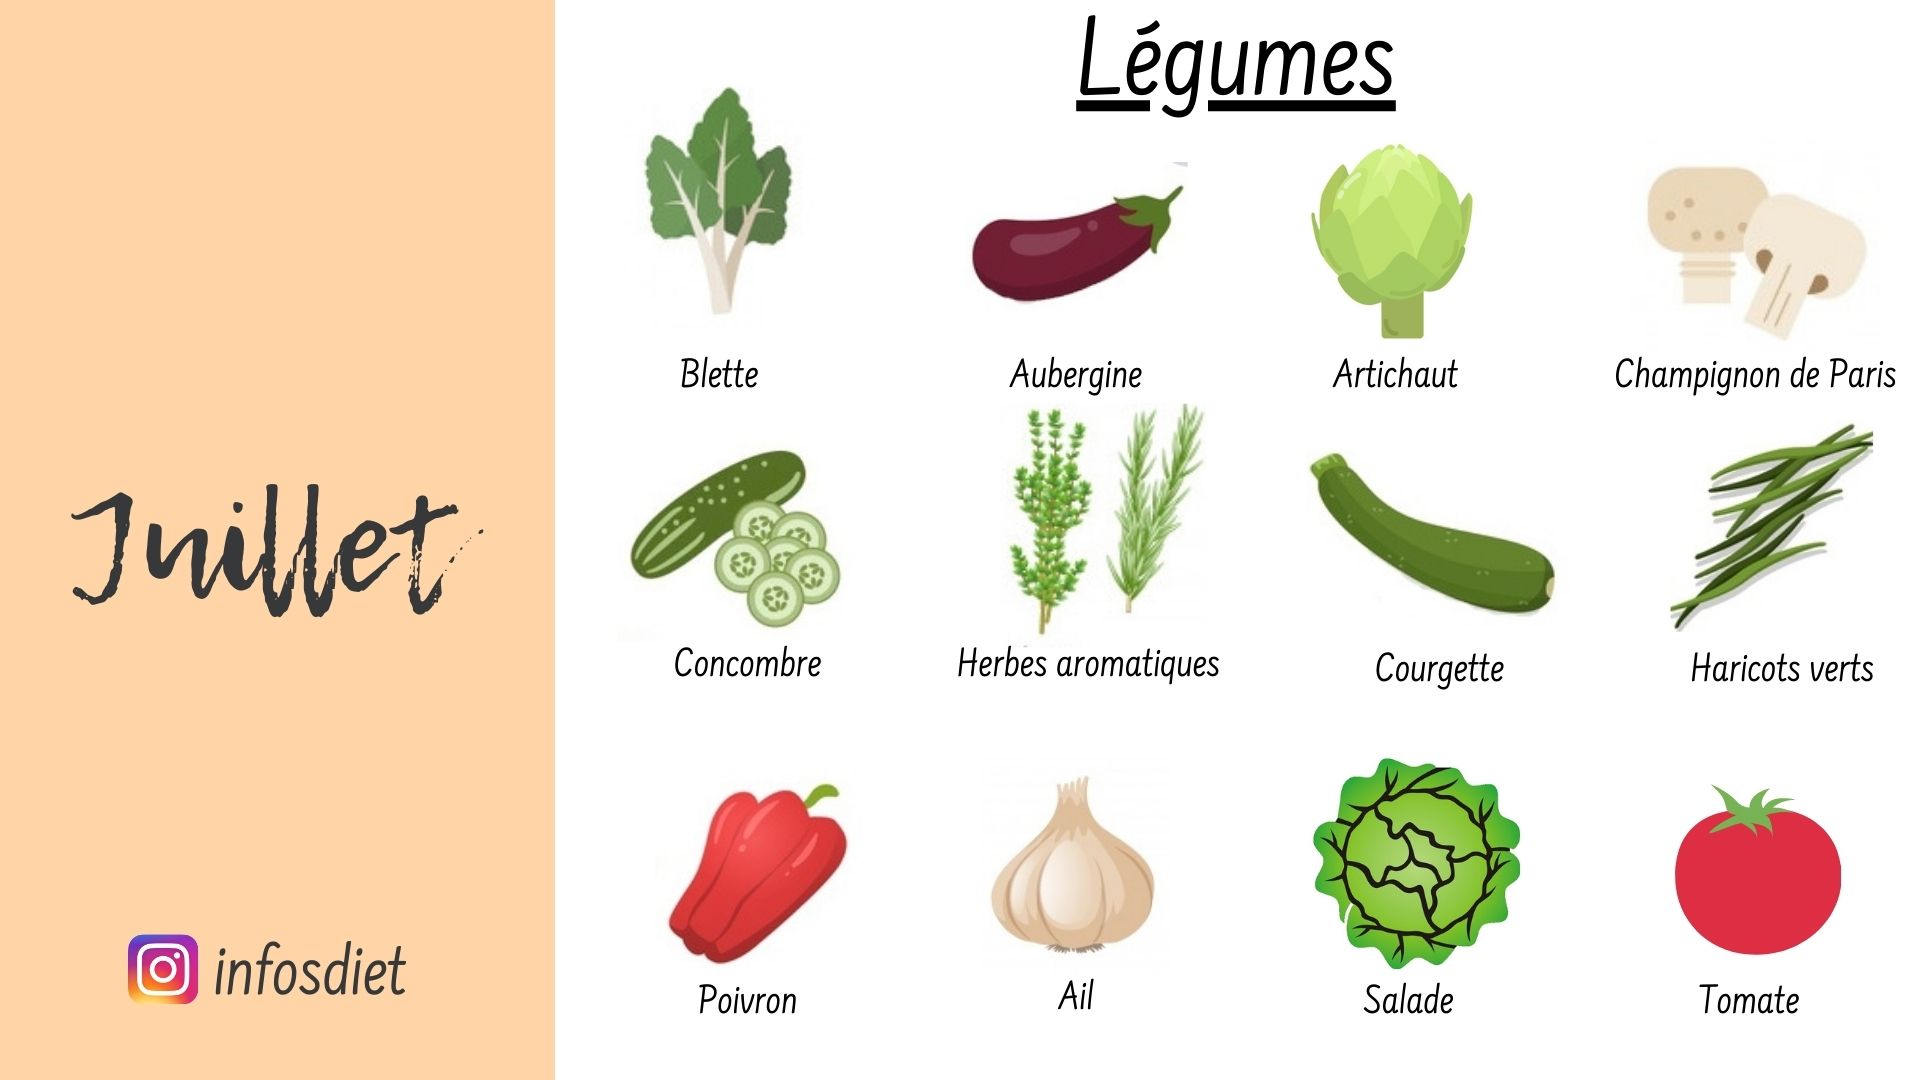 Légumes
Blette
Aubergine
Artichaut
Champignon de Paris
Juillet
Concombre
Herbes aromatiques
Courgette
Haricots verts
infosdiet
Poivron
Ail
Salade
Tomate